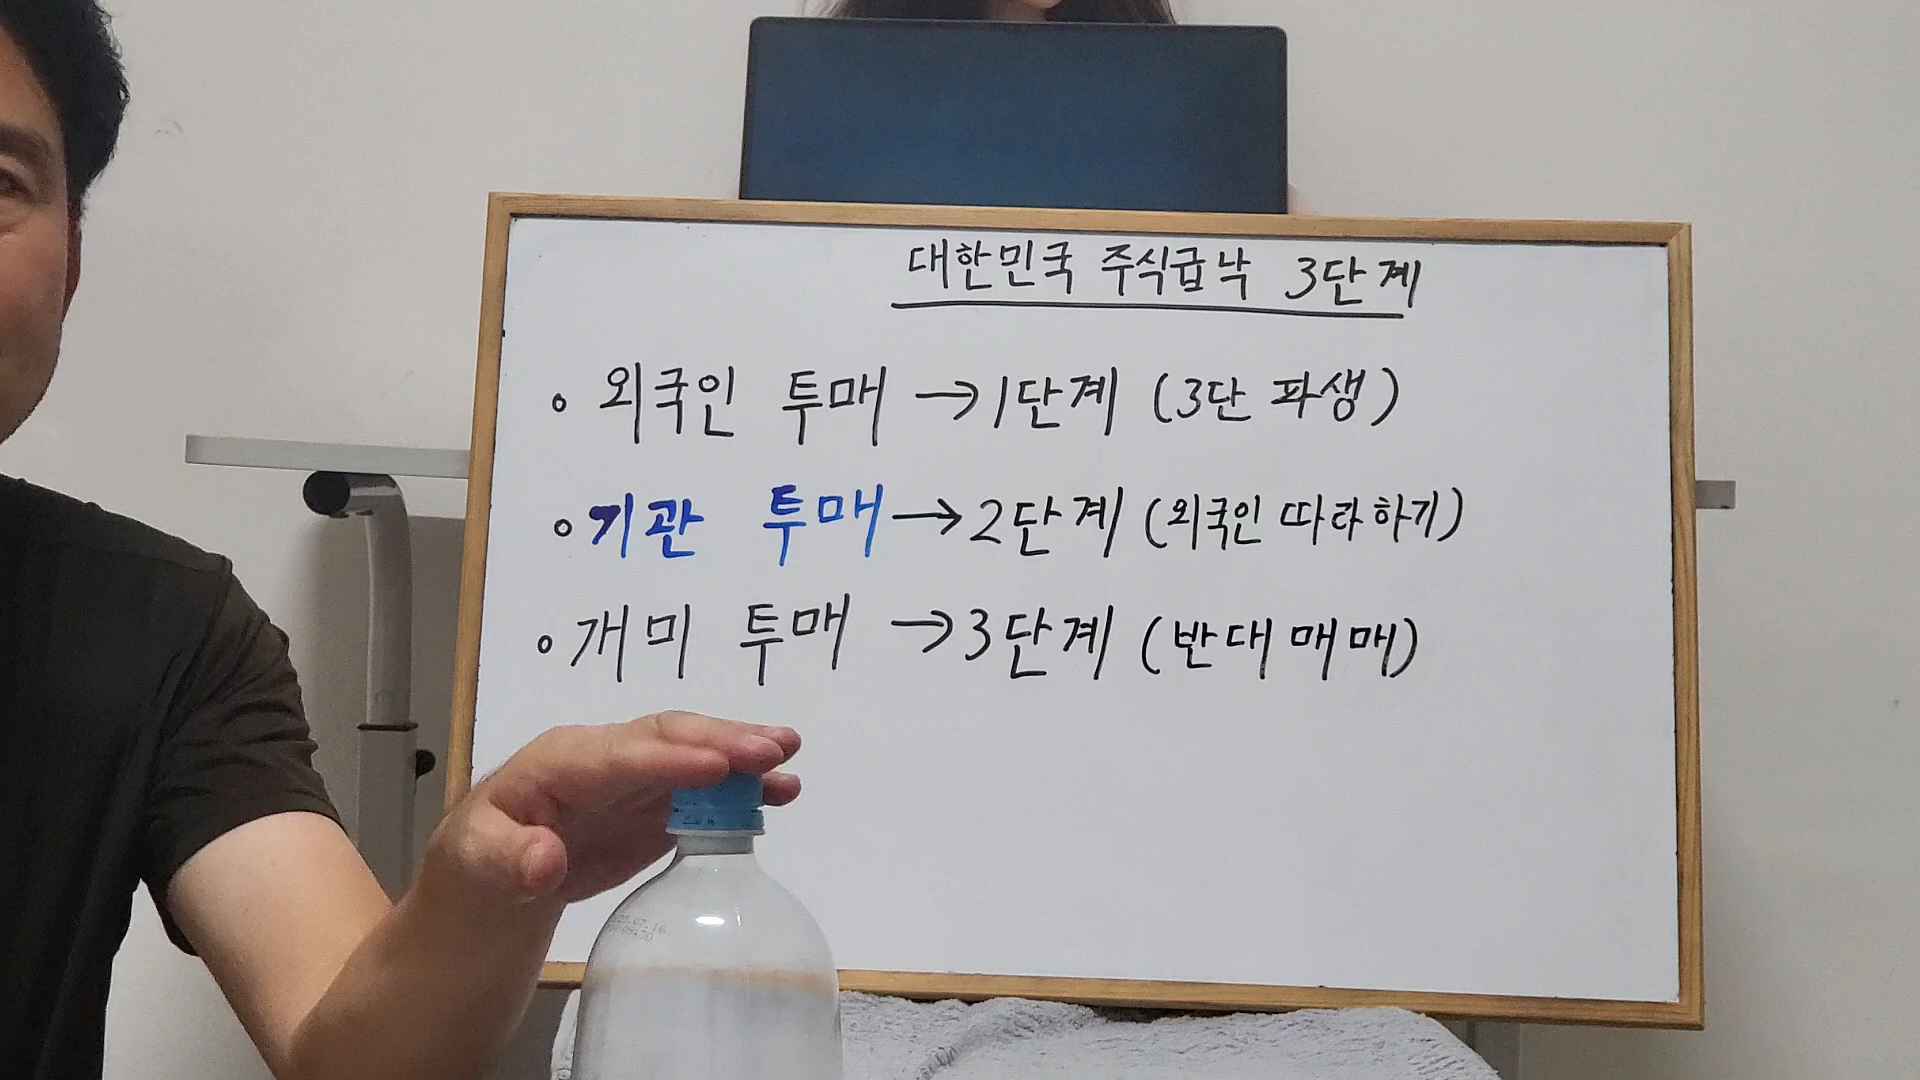 대한민국 주식급낙 3단계
• 외국인 투매 → 1단계 (3단 파생)
• 기관 투매 → 2단계 (외국인 따라하기)
• 개미 투매 → 3단계 (반대매매)